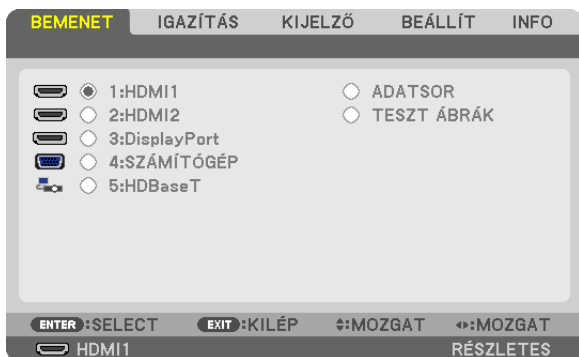 BEMENET IGAZÍTÁS KIJELZŐ BEÁLLÍT INFO
1:HDMI1 ADATSOR
2:HDMI2 TESZT ÁBRÁK
3:DisplayPort
4:SZÁMÍTÓGÉP
5:HDBaseT
ENTER:SELECT EXIT:KILÉP :MOZGAT :MOZGAT
HDMI1 RÉSZLETES